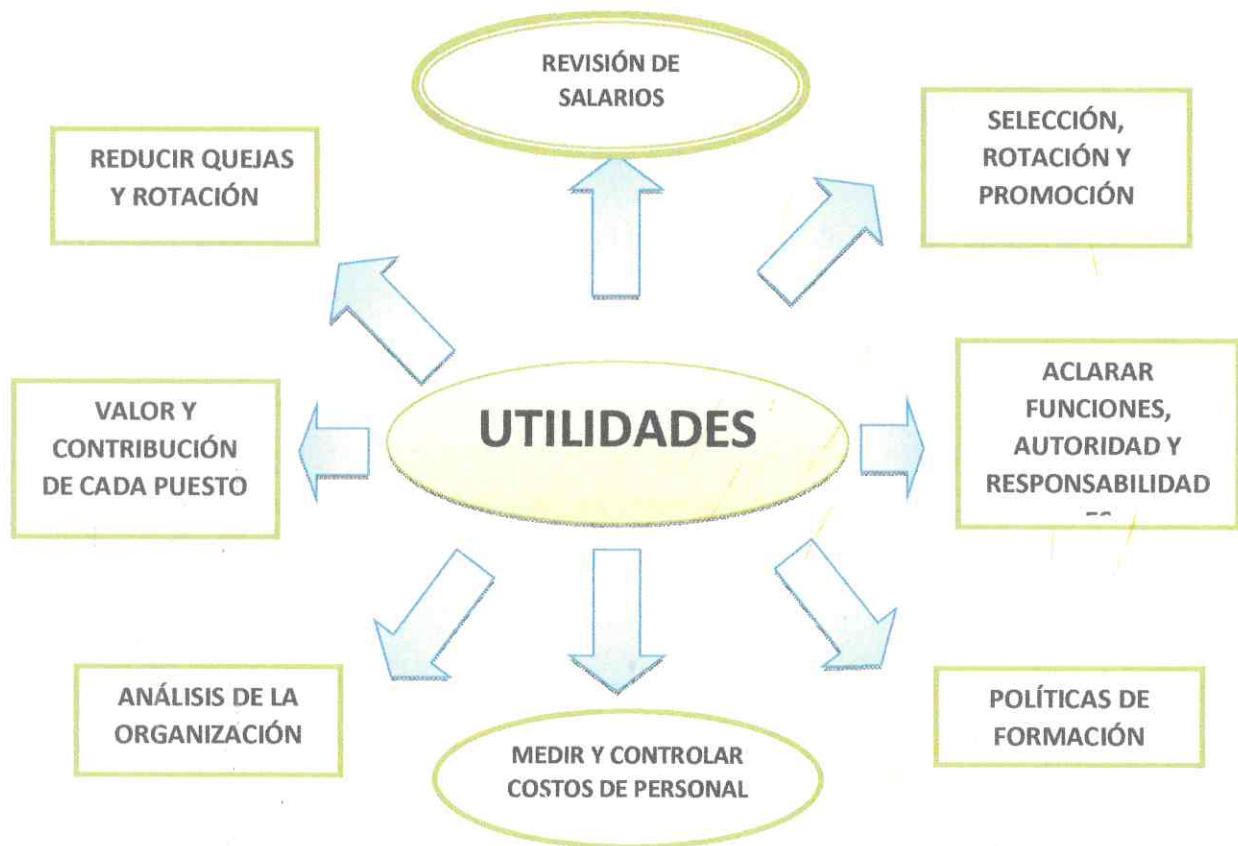 REVISIÓN DE
SALARIOS
SELECCIÓN,
ROTACIÓN Y
PROMOCIÓN
REDUCIR QUEJAS
Y ROTACIÓN
UTILIDADES
ACLARAR
FUNCIONES,
AUTORIDAD Y
RESPONSABILIDAD
VALOR Y
CONTRIBUCIÓN
DE CADA PUESTO
ANÁLISIS DE LA
ORGANIZACIÓN
MEDIR Y CONTROLAR
COSTOS DE PERSONAL
POLÍTICAS DE
FORMACIÓN